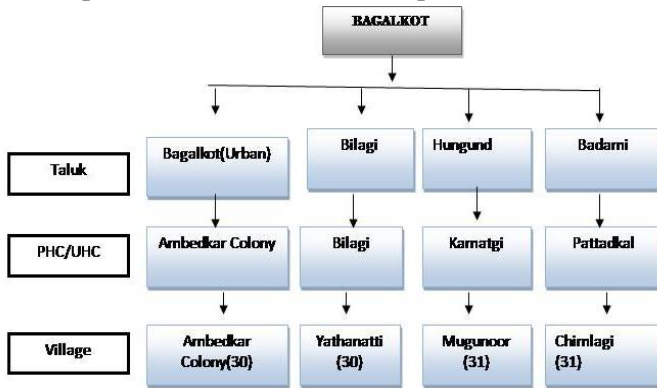 BAGALKOT
Taluk
Bagalkot(Urban)
Bilagi
Hungund
Badami
PHC/UHC
Ambedkar Colony
Bilagi
Kamatgi
Pattadkal
Village
Ambedkar
Colony(30)
Yathanatti
(30)
Mugunoor
(31)
Chimlagi
(31)